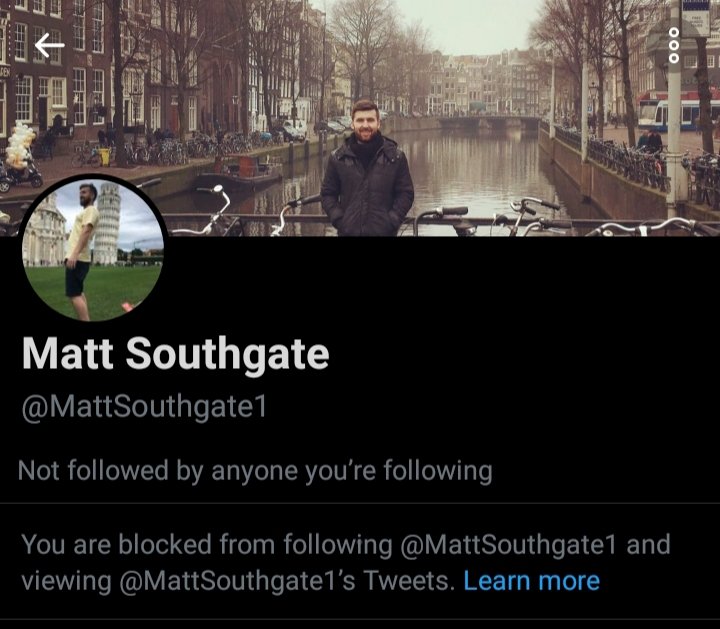 Matt Southgate
@MattSouthgate1
Not followed by anyone you’re following
You are blocked from following @MattSouthgate1 and
viewing @MattSouthgate1’s Tweets. Learn more